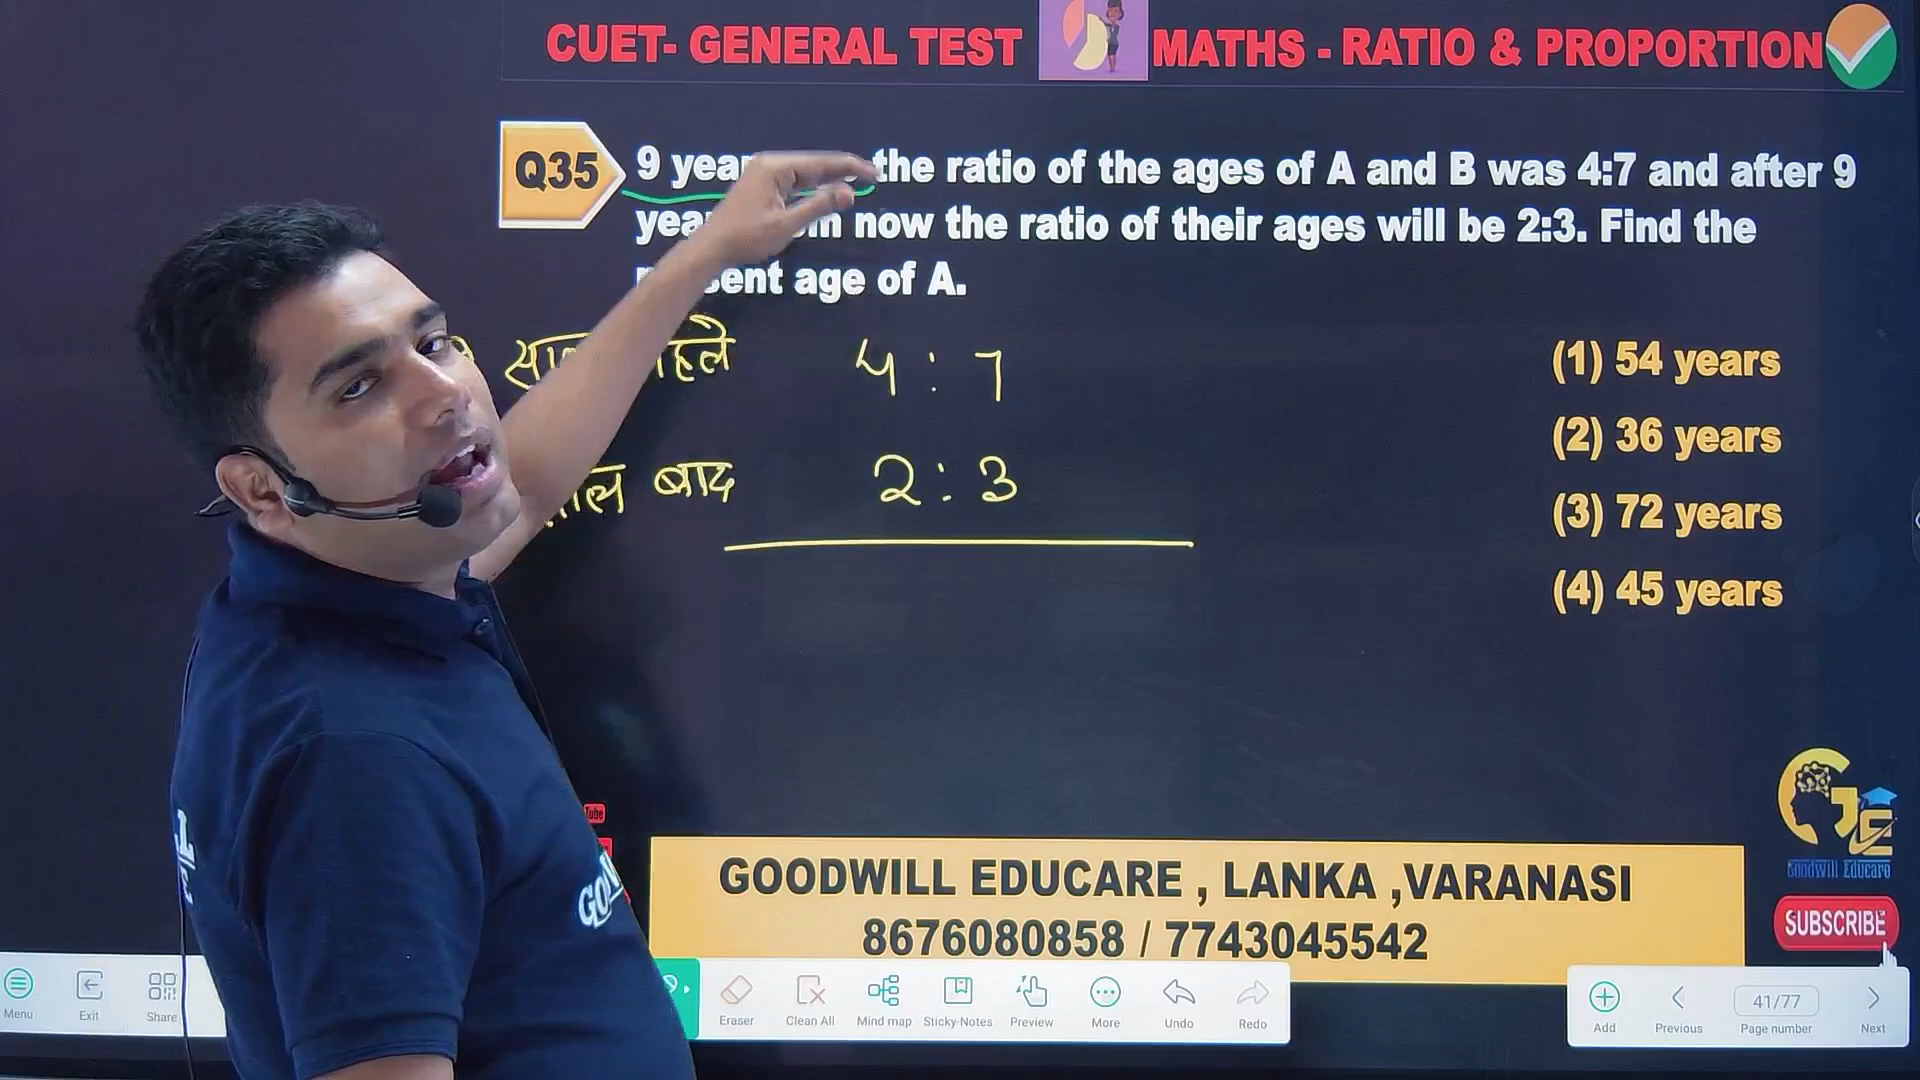 CUET- GENERAL TEST MATHS - RATIO & PROPORTION
Q35
9 the ratio of the ages of A and B was 4:7 and after 9
now the ratio of their ages will be 2:3. Find the
age of A.
4 : 7
बाद 2 : 3
(1) 54 years
(2) 36 years
(3) 72 years
(4) 45 years
Goodwill Educare
SUBSCRIBE
GOODWILL EDUCARE , LANKA ,VARANASI
8676080858 / 7743045542
Menu Exit Share Eraser Clean All Mind map Sticky-Notes Preview More Undo Redo Add Previous 41/77 Page number Next